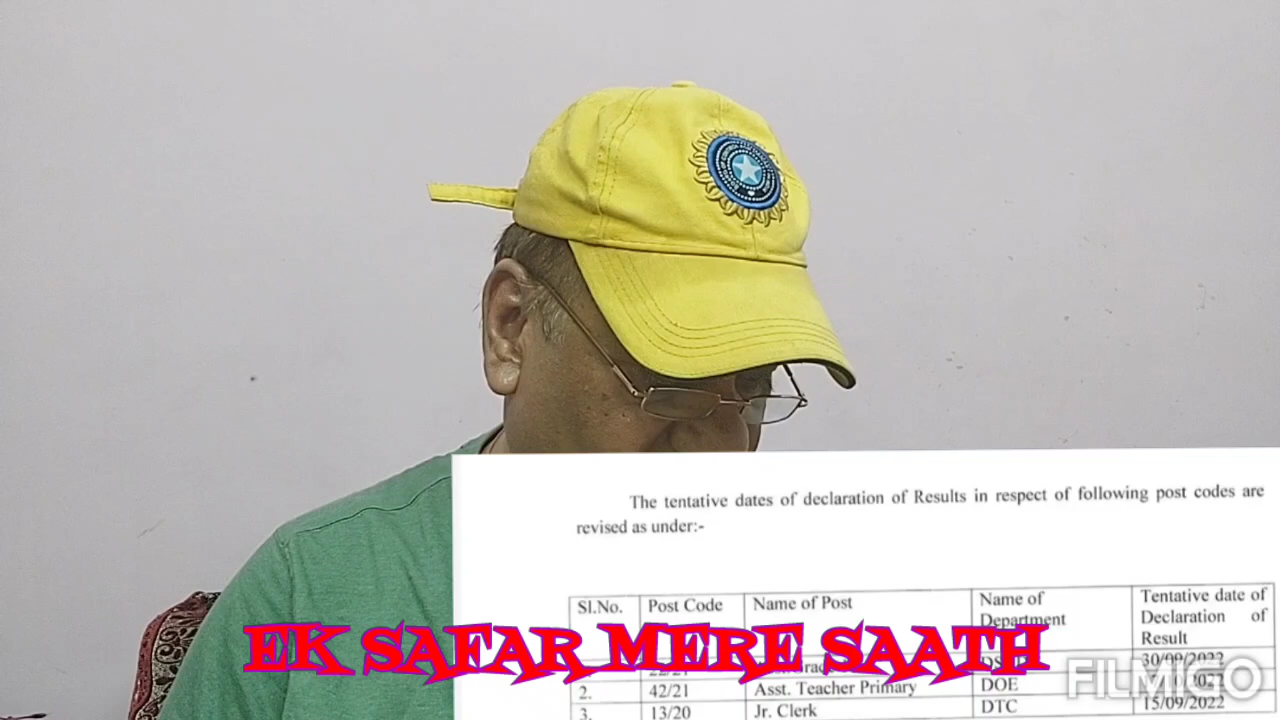 The tentative dates of declaration of Results in respect of following post codes are
revised as under:-
Sl.No. Post Code Name of Post Name of Department Tentative date of Declaration of Result
EK SAFAR MERE SAATH
30/09/2022
2. 42/21 Asst. Teacher Primary DOE
3. 13/20 Jr. Clerk DTC 15/09/2022
FILMIGO